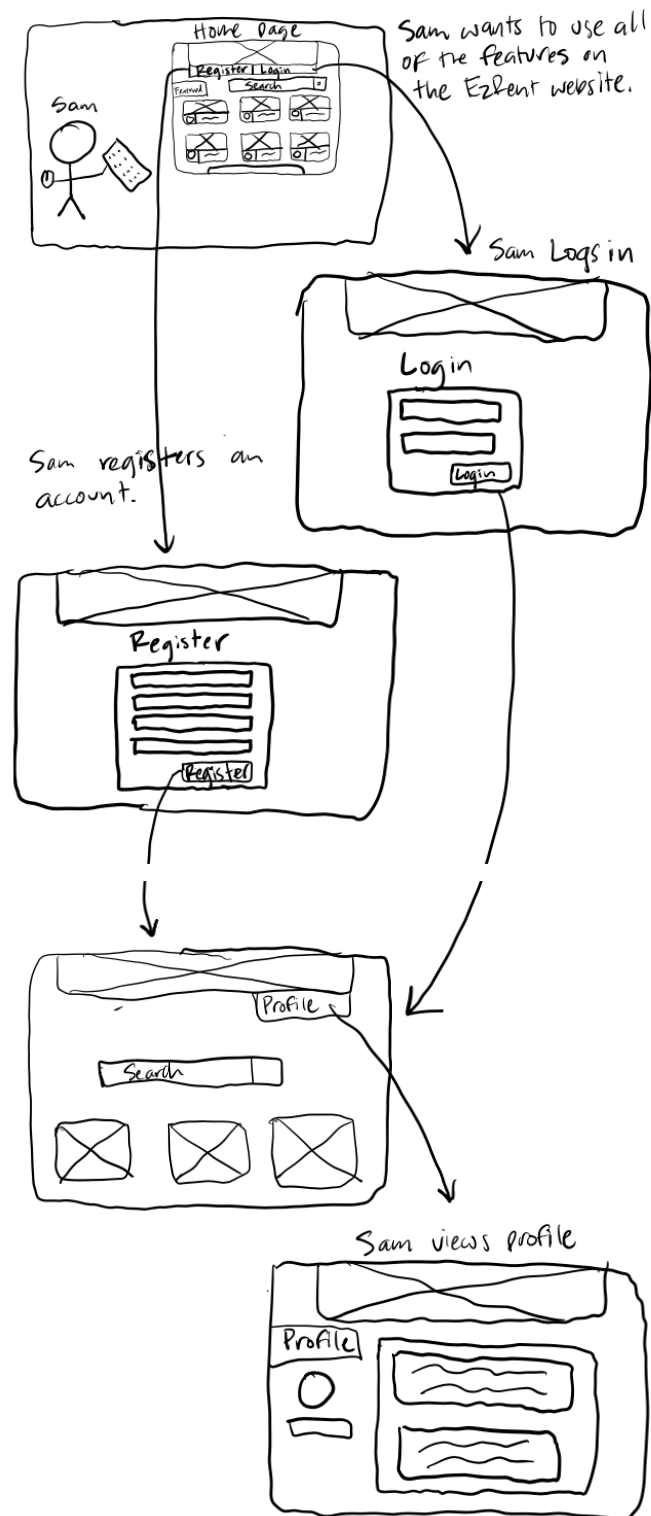 Home Page
Sam wants to use all
of the features on
the EzRent website.
Register Login
Featured
Search
Sam
Sam Logs in
Login
Login
Sam registers an
account.
Register
Register
Profile
Search
Sam views profile
Profile